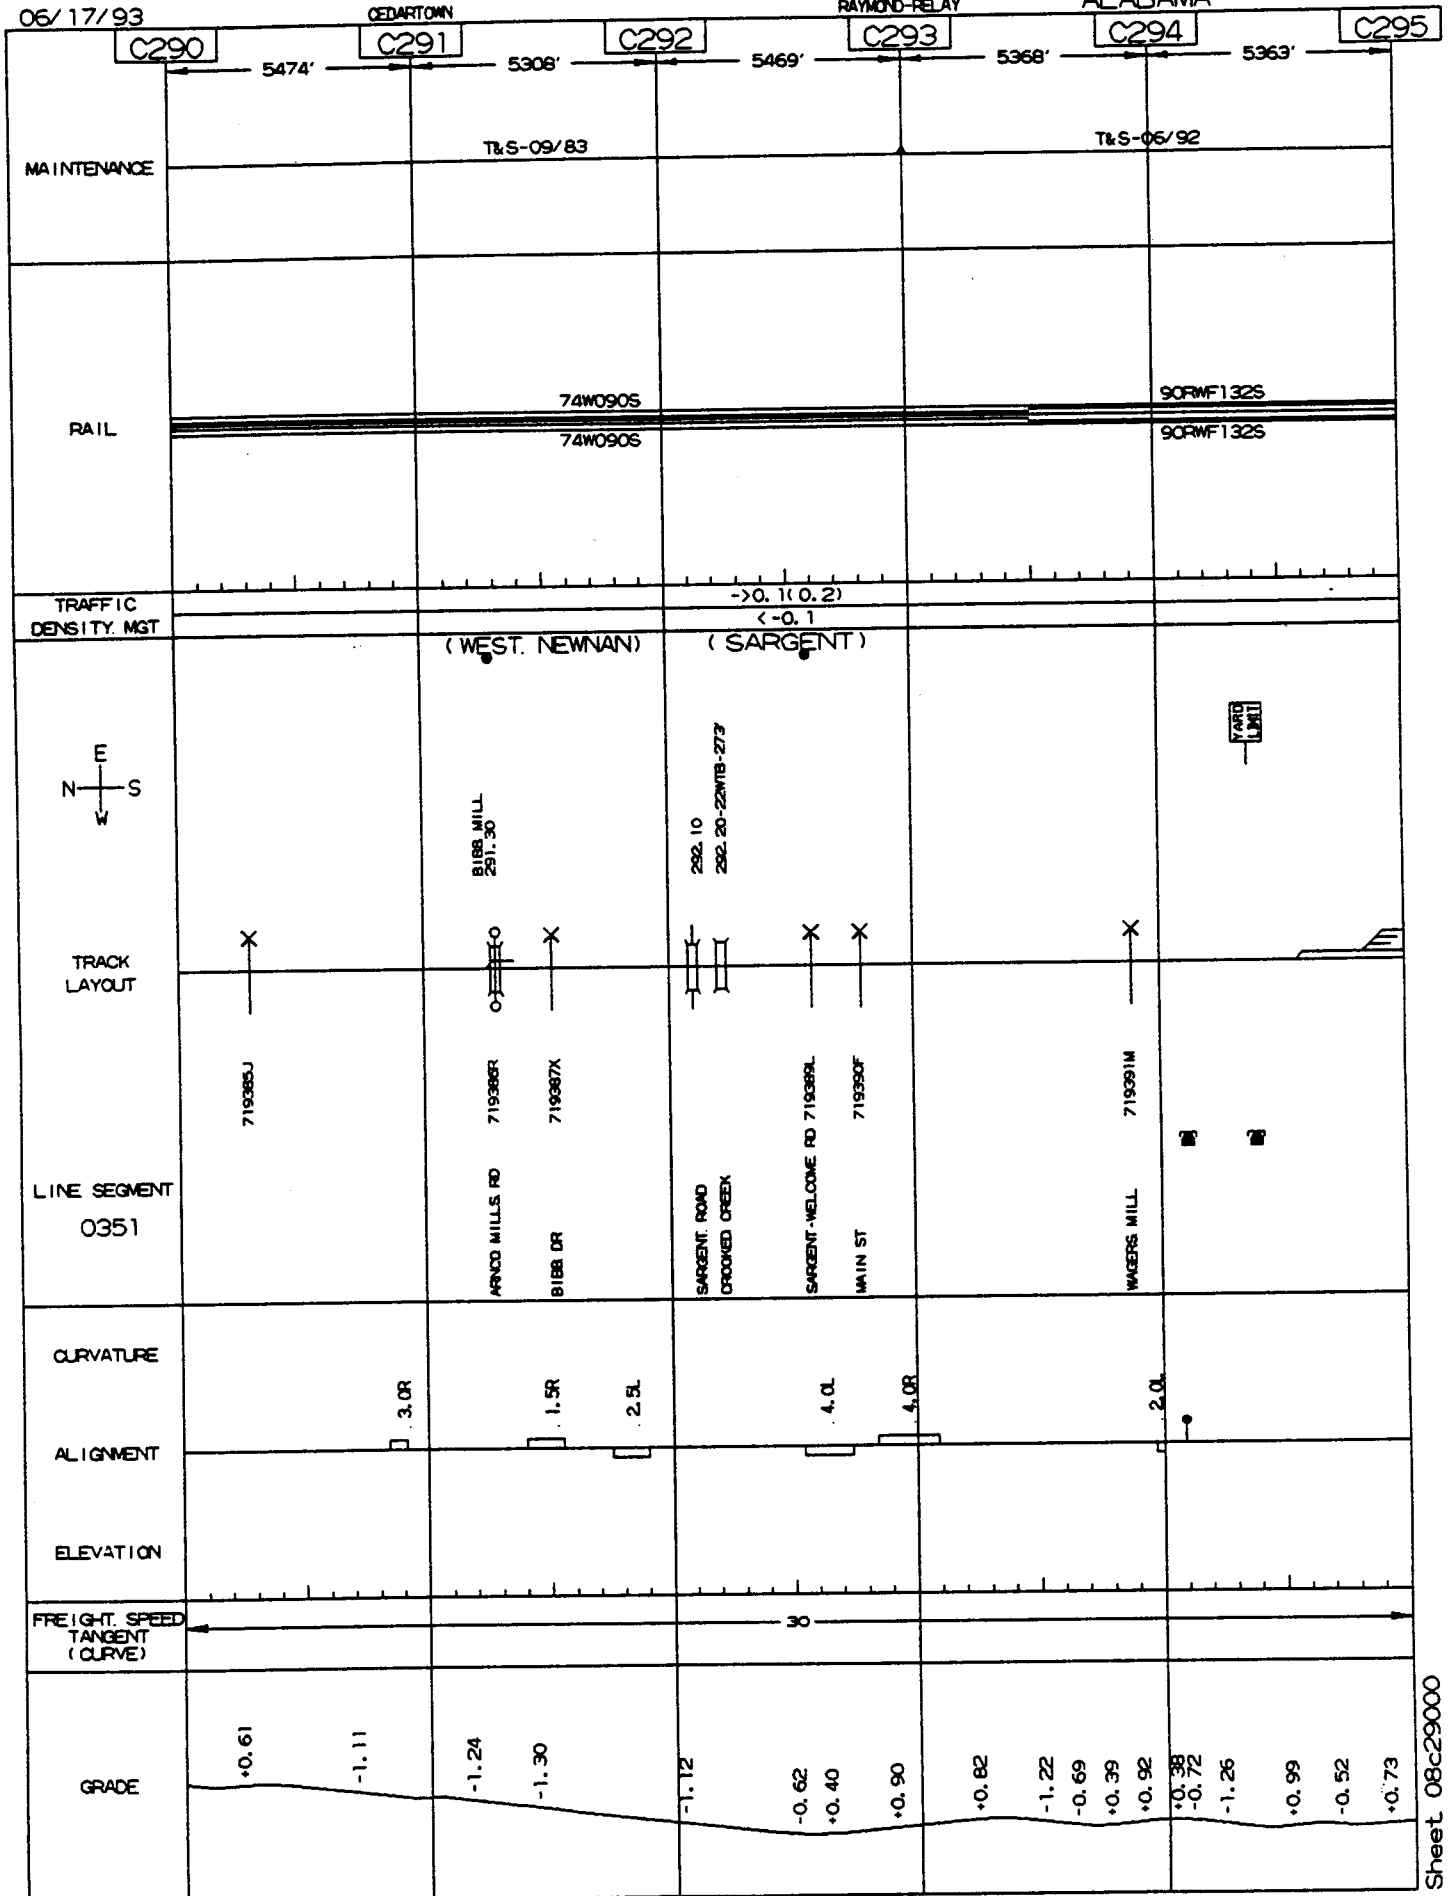 06/17/93 CEDARTOWN RAYMOND-RELAY ALABAMA
C290 C291 C292 C293 C294 C295
5474' 5308' 5469' 5368' 5363'
MAINTENANCE T&S-09/83 T&S-06/92
74W090S 90RWF132S
RAIL
74W090S 90RWF132S
TRAFFIC
DENSITY. MGT
->0.1(0.2)
<-0.1
(WEST. NEWNAN) (SARGENT)
YARD
LIMIT
E
N S
W
BIBB. MILL
291.30
292.10
292.20-22WTB-273'
TRACK
LAYOUT
719385J
ARNCO MILLS. RD 719386R
BIBB. DR 719387X
SARGENT. ROAD
CROOKED CREEK
SARGENT-WELCOME RD 719389L
MAIN ST 719390F
WAGERS. MILL 719391M
LINE SEGMENT
0351
CURVATURE
3.0R 1.5R 2.5L 4.0L 4.0R 2.0L
ALIGNMENT
ELEVATION
FREIGHT. SPEED
TANGENT
(CURVE)
30
GRADE
+0.61 -1.11 -1.24 -1.30 -1.12 -0.62 +0.40 +0.90 +0.82 -1.22 -0.69 +0.39 +0.92 +0.38 -0.72 -1.26 +0.99 -0.52 +0.73
Sheet 08c29000